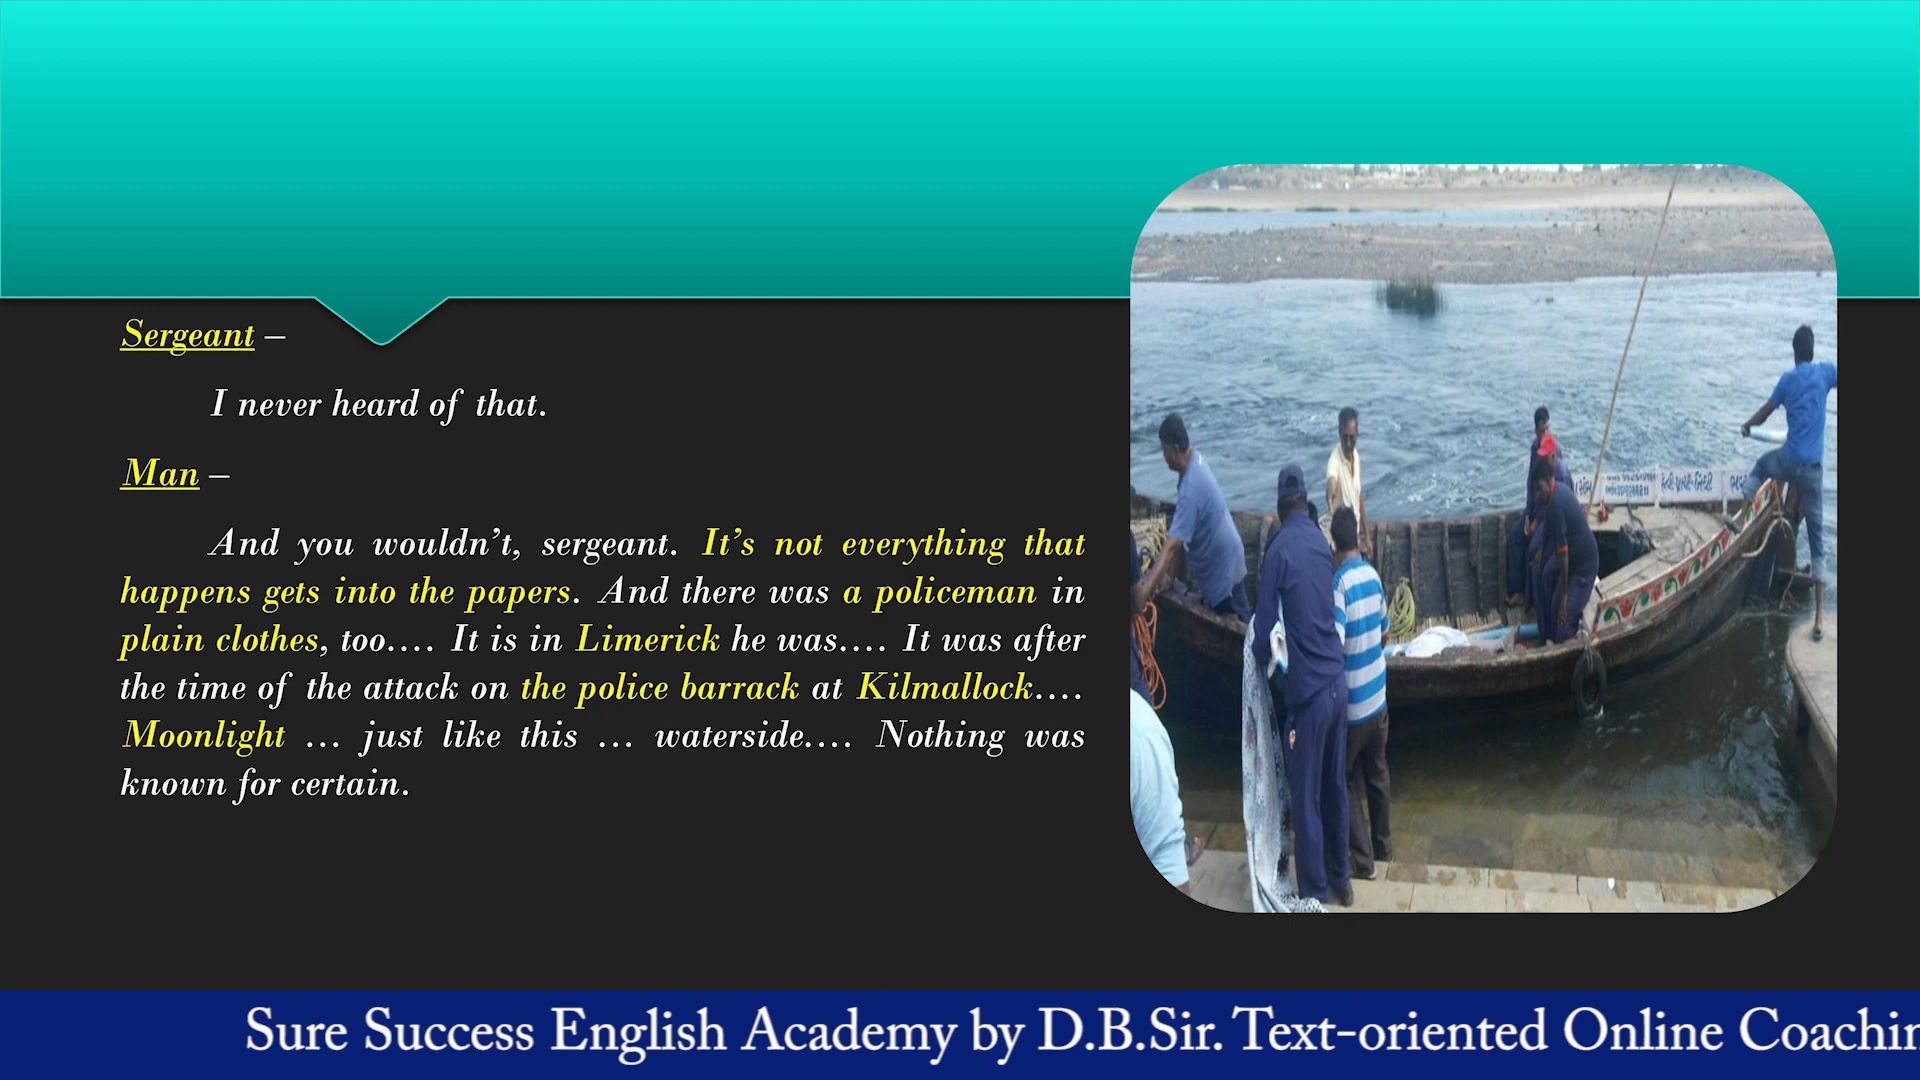 Sergeant –
I never heard of that.
Man –
And you wouldn’t, sergeant. It’s not everything that
happens gets into the papers. And there was a policeman in
plain clothes, too.... It is in Limerick he was.... It was after
the time of the attack on the police barrack at Kilmallock....
Moonlight ... just like this ... waterside.... Nothing was
known for certain.
Sure Success English Academy by D.B.Sir. Text-oriented Online Coachin